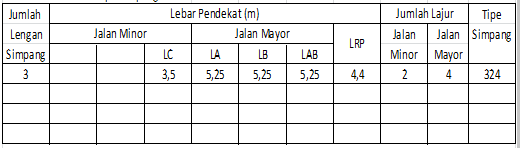 Jumlah Lebar Pendekat (m) Jumlah Lajur Tipe
Lengan Jalan Minor Jalan Mayor LRP Jalan Jalan Simpang
Simpang LC LA LB LAB Minor Mayor
3 3,5 5,25 5,25 5,25 4,4 2 4 324